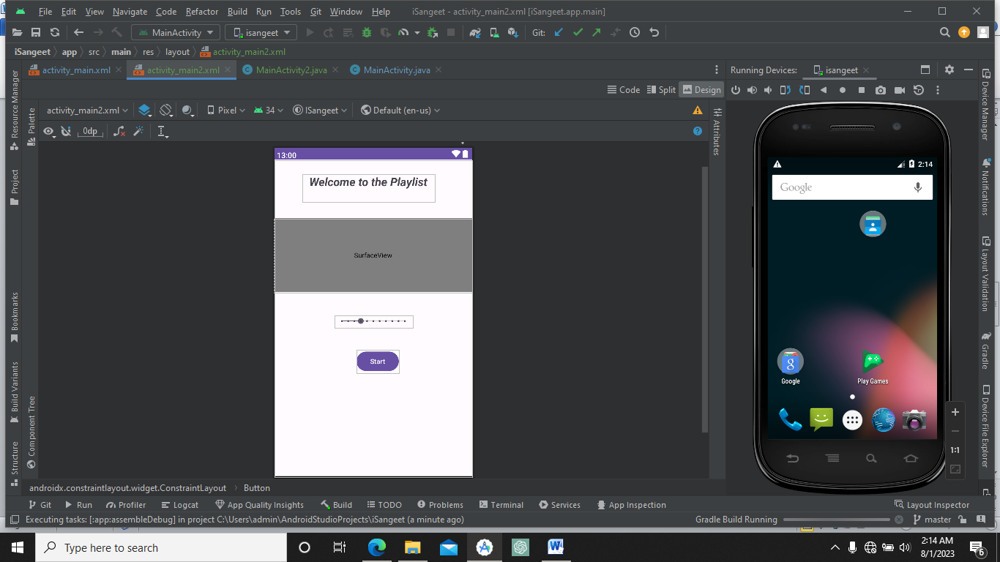 File Edit View Navigate Code Refactor Build Run Tools Git Window Help iSangeet - activity_main2.xml [iSangeet.app.main]
MainActivity isangeet Git:
iSangeet app src main res layout activity_main2.xml
activity_main.xml activity_main2.xml MainActivity2.java MainActivity.java Running Devices: isangeet
Code Split Design
activity_main2.xml Pixel 34 ISangeet Default (en-us)
0dp
Resource Manager
Project
Bookmarks
Build Variants
Structure
Palette
Component Tree
13:00
Welcome to the Playlist
SurfaceView
Start
Attributes
2:14
Google
Google Play Games
1:1
Device Manager
Notifications
Layout Validation
Gradle
Device File Explorer
androidx.constraintlayout.widget.ConstraintLayout Button
Git Run Profiler Logcat App Quality Insights Build TODO Problems Terminal Services App Inspection Layout Inspector
Executing tasks: [:app:assembleDebug] in project C:\Users\admin\AndroidStudioProjects\iSangeet (a minute ago) Gradle Build Running master
Type here to search
2:14 AM
8/1/2023
6